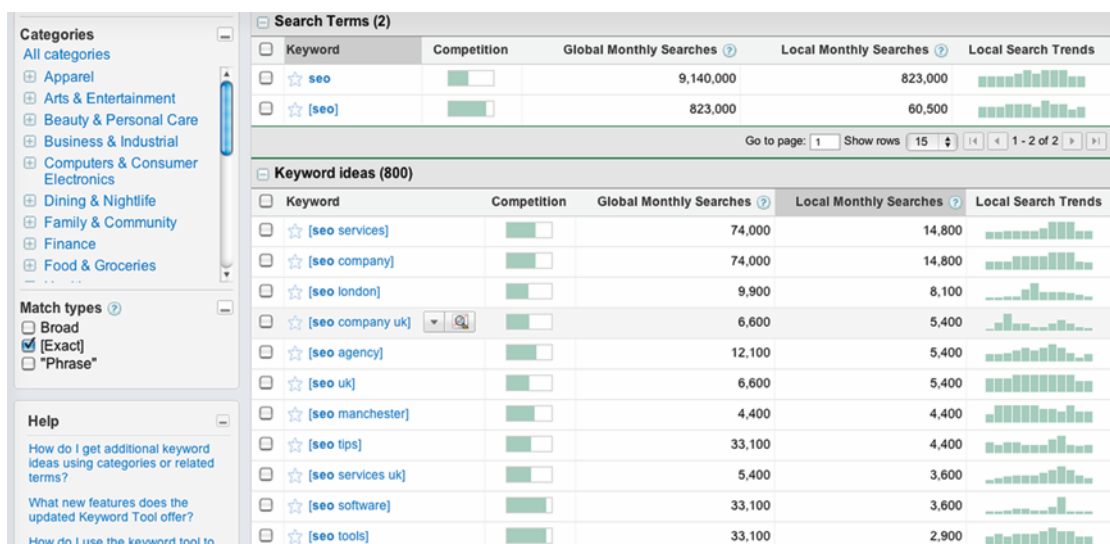 Categories
All categories
Apparel
Arts & Entertainment
Beauty & Personal Care
Business & Industrial
Computers & Consumer
Electronics
Dining & Nightlife
Family & Community
Finance
Food & Groceries
Match types ?
Broad
[Exact]
"Phrase"
Help
How do I get additional keyword
ideas using categories or related
terms?
What new features does the
updated Keyword Tool offer?
How do I use the keyword tool to
Search Terms (2)
Keyword Competition Global Monthly Searches ? Local Monthly Searches ? Local Search Trends
seo 9,140,000 823,000
[seo] 823,000 60,500
Go to page: 1 Show rows 15 1 - 2 of 2
Keyword ideas (800)
Keyword Competition Global Monthly Searches ? Local Monthly Searches ? Local Search Trends
[seo services] 74,000 14,800
[seo company] 74,000 14,800
[seo london] 9,900 8,100
[seo company uk] 6,600 5,400
[seo agency] 12,100 5,400
[seo uk] 6,600 5,400
[seo manchester] 4,400 4,400
[seo tips] 33,100 4,400
[seo services uk] 5,400 3,600
[seo software] 33,100 3,600
[seo tools] 33,100 2,900